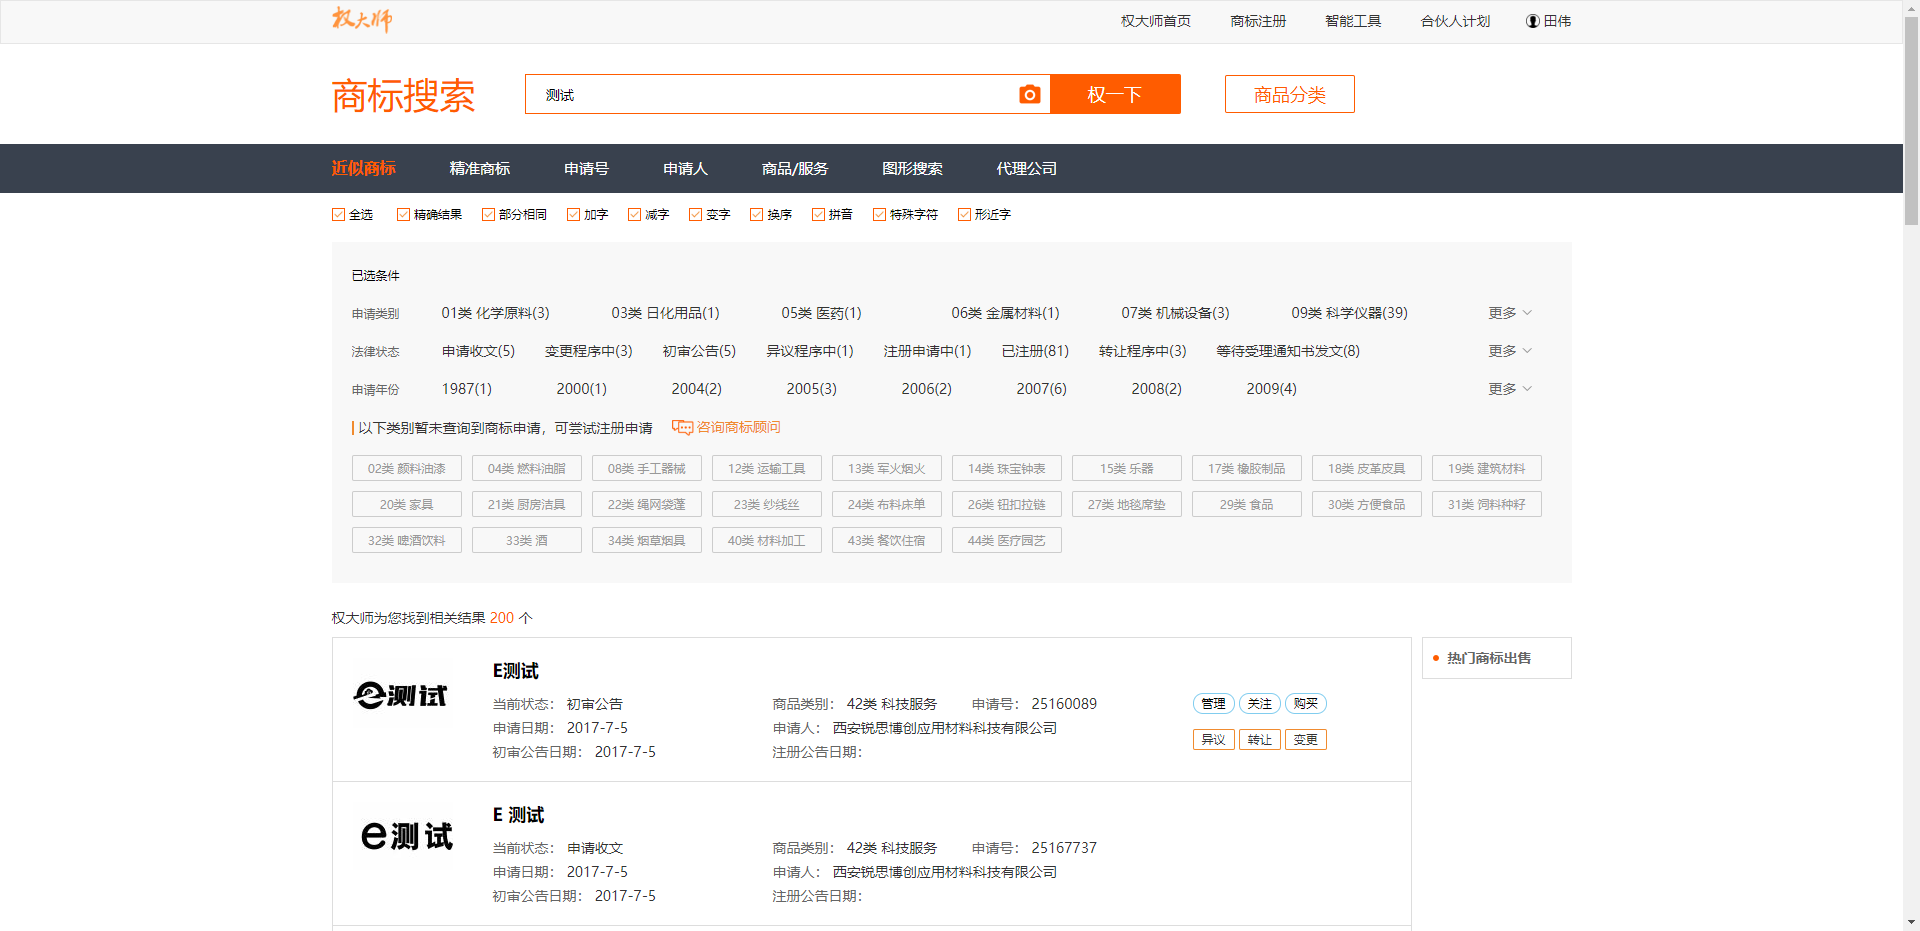 权大师 权大师首页 商标注册 智能工具 合伙人计划 田伟
商标搜索 测试 权一下 商品分类
近似商标 精准商标 申请号 申请人 商品/服务 图形搜索 代理公司
全选 精确结果 部分相同 加字 减字 变字 换序 拼音 特殊字符 形近字
已选条件
申请类别 01类 化学原料(3) 03类 日化用品(1) 05类 医药(1) 06类 金属材料(1) 07类 机械设备(3) 09类 科学仪器(39) 更多
法律状态 申请收文(5) 变更程序中(3) 初审公告(5) 异议程序中(1) 注册申请中(1) 已注册(81) 转让程序中(3) 等待受理通知书发文(8) 更多
申请年份 1987(1) 2000(1) 2004(2) 2005(3) 2006(2) 2007(6) 2008(2) 2009(4) 更多
以下类别暂未查询到商标申请，可尝试注册申请 咨询商标顾问
02类 颜料油漆 04类 燃料油脂 08类 手工器械 12类 运输工具 13类 军火烟火 14类 珠宝钟表 15类 乐器 17类 橡胶制品 18类 皮革皮具 19类 建筑材料
20类 家具 21类 厨房洁具 22类 绳网袋蓬 23类 纱线丝 24类 布料床单 26类 钮扣拉链 27类 地毯席垫 29类 食品 30类 方便食品 31类 饲料种籽
32类 啤酒饮料 33类 酒 34类 烟草烟具 40类 材料加工 43类 餐饮住宿 44类 医疗园艺
权大师为您找到相关结果 200 个
热门商标出售
e测试 E测试
当前状态： 初审公告 商品类别： 42类 科技服务 申请号： 25160089 管理 关注 购买
申请日期： 2017-7-5 申请人： 西安锐思博创应用材料科技有限公司 异议 转让 变更
初审公告日期： 2017-7-5 注册公告日期：
e测试 E 测试
当前状态： 申请收文 商品类别： 42类 科技服务 申请号： 25167737
申请日期： 2017-7-5 申请人： 西安锐思博创应用材料科技有限公司
初审公告日期： 2017-7-5 注册公告日期：